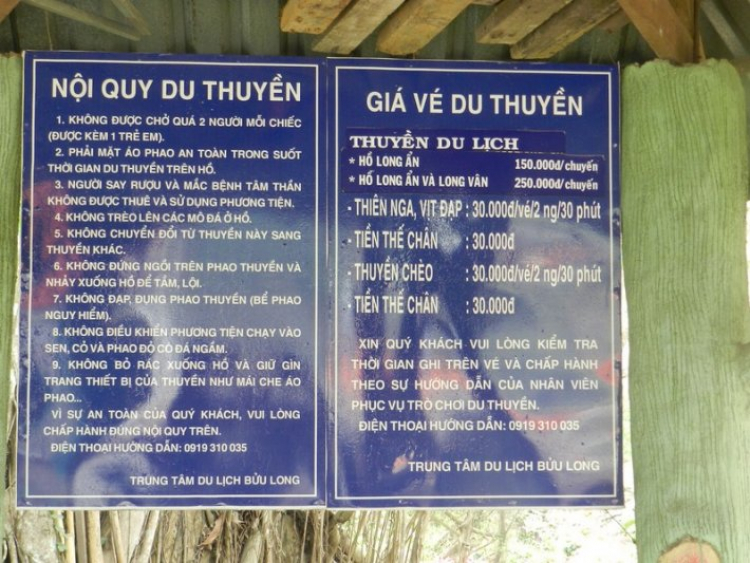 NỘI QUY DU THUYỀN
1. KHÔNG ĐƯỢC CHỞ QUÁ 2 NGƯỜI MỖI CHIẾC
(ĐƯỢC KÈM 1 TRẺ EM).
2. PHẢI MẶT ÁO PHAO AN TOÀN TRONG SUỐT
THỜI GIAN DU THUYỀN TRÊN HỒ.
3. NGƯỜI SAY RƯỢU VÀ MẮC BỆNH TÂM THẦN
KHÔNG ĐƯỢC THUÊ VÀ SỬ DỤNG PHƯƠNG TIỆN.
4. KHÔNG TRÈO LÊN CÁC MÔ ĐÁ Ở HỒ.
5. KHÔNG CHUYỂN ĐỔI TỪ THUYỀN NÀY SANG
THUYỀN KHÁC.
6. KHÔNG ĐỨNG NGỒI TRÊN PHAO THUYỀN VÀ
NHẢY XUỐNG HỒ ĐỂ TẮM, LỘI.
7. KHÔNG ĐẠP, ĐỤNG PHAO THUYỀN (BỂ PHAO
NGUY HIỂM).
8. KHÔNG ĐIỀU KHIỂN PHƯƠNG TIỆN CHẠY VÀO
SEN, CỎ VÀ PHAO ĐỎ CÓ ĐÁ NGẦM.
9. KHÔNG BỎ RÁC XUỐNG HỒ VÀ GIỮ GÌN
TRANG THIẾT BỊ CỦA THUYỀN NHƯ MÁI CHE ÁO
PHAO...
VÌ SỰ AN TOÀN CỦA QUÝ KHÁCH, VUI LÒNG
CHẤP HÀNH ĐÚNG NỘI QUY TRÊN.
ĐIỆN THOẠI HƯỚNG DẪN: 0919 310 035
TRUNG TÂM DU LỊCH BỬU LONG
GIÁ VÉ DU THUYỀN
THUYỀN DU LỊCH
* HỒ LONG ẨN 150.000đ/chuyến
* HỒ LONG ẨN VÀ LONG VÂN 250.000đ/chuyến
- THIÊN NGA, VỊT ĐẠP : 30.000đ/vé/2 ng/30 phút
- TIỀN THẾ CHÂN : 30.000đ
- THUYỀN CHÈO : 30.000đ/vé/2 ng/30 phút
- TIỀN THẾ CHÂN : 30.000đ
XIN QUÝ KHÁCH VUI LÒNG KIỂM TRA
THỜI GIAN GHI TRÊN VÉ VÀ CHẤP HÀNH
THEO SỰ HƯỚNG DẪN CỦA NHÂN VIÊN
PHỤC VỤ TRÒ CHƠI DU THUYỀN.
ĐIỆN THOẠI HƯỚNG DẪN: 0919 310 035
TRUNG TÂM DU LỊCH BỬU LONG